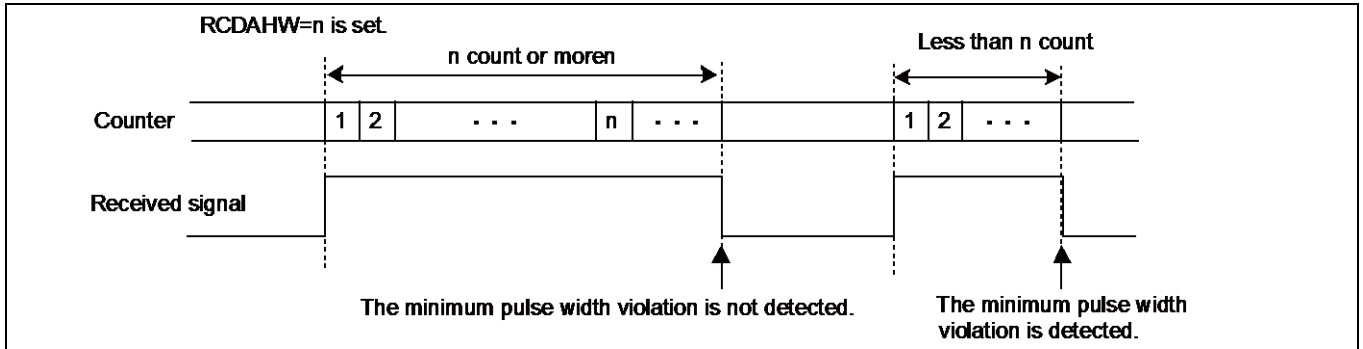 RCDAHW=n is set.
n count or moren
Less than n count
Counter
1 2 · · · n · · ·
1 2 · · ·
Received signal
The minimum pulse width violation is not detected.
The minimum pulse width
violation is detected.